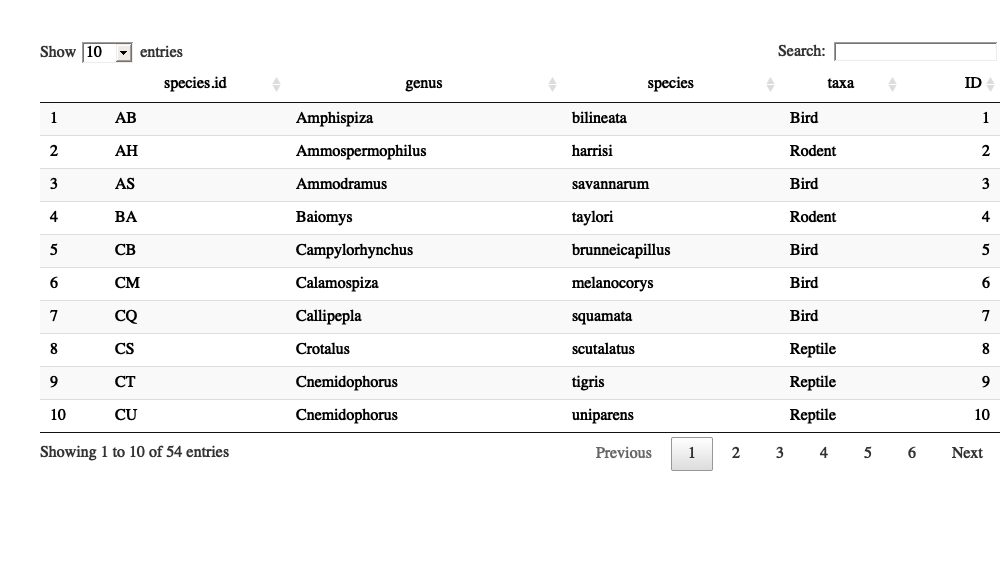 Show 10 entries Search:
species.id genus species taxa ID
1 AB Amphispiza bilineata Bird 1
2 AH Ammospermophilus harrisi Rodent 2
3 AS Ammodramus savannarum Bird 3
4 BA Baiomys taylori Rodent 4
5 CB Campylorhynchus brunneicapillus Bird 5
6 CM Calamospiza melanocorys Bird 6
7 CQ Callipepla squamata Bird 7
8 CS Crotalus scutalatus Reptile 8
9 CT Cnemidophorus tigris Reptile 9
10 CU Cnemidophorus uniparens Reptile 10
Showing 1 to 10 of 54 entries Previous 1 2 3 4 5 6 Next